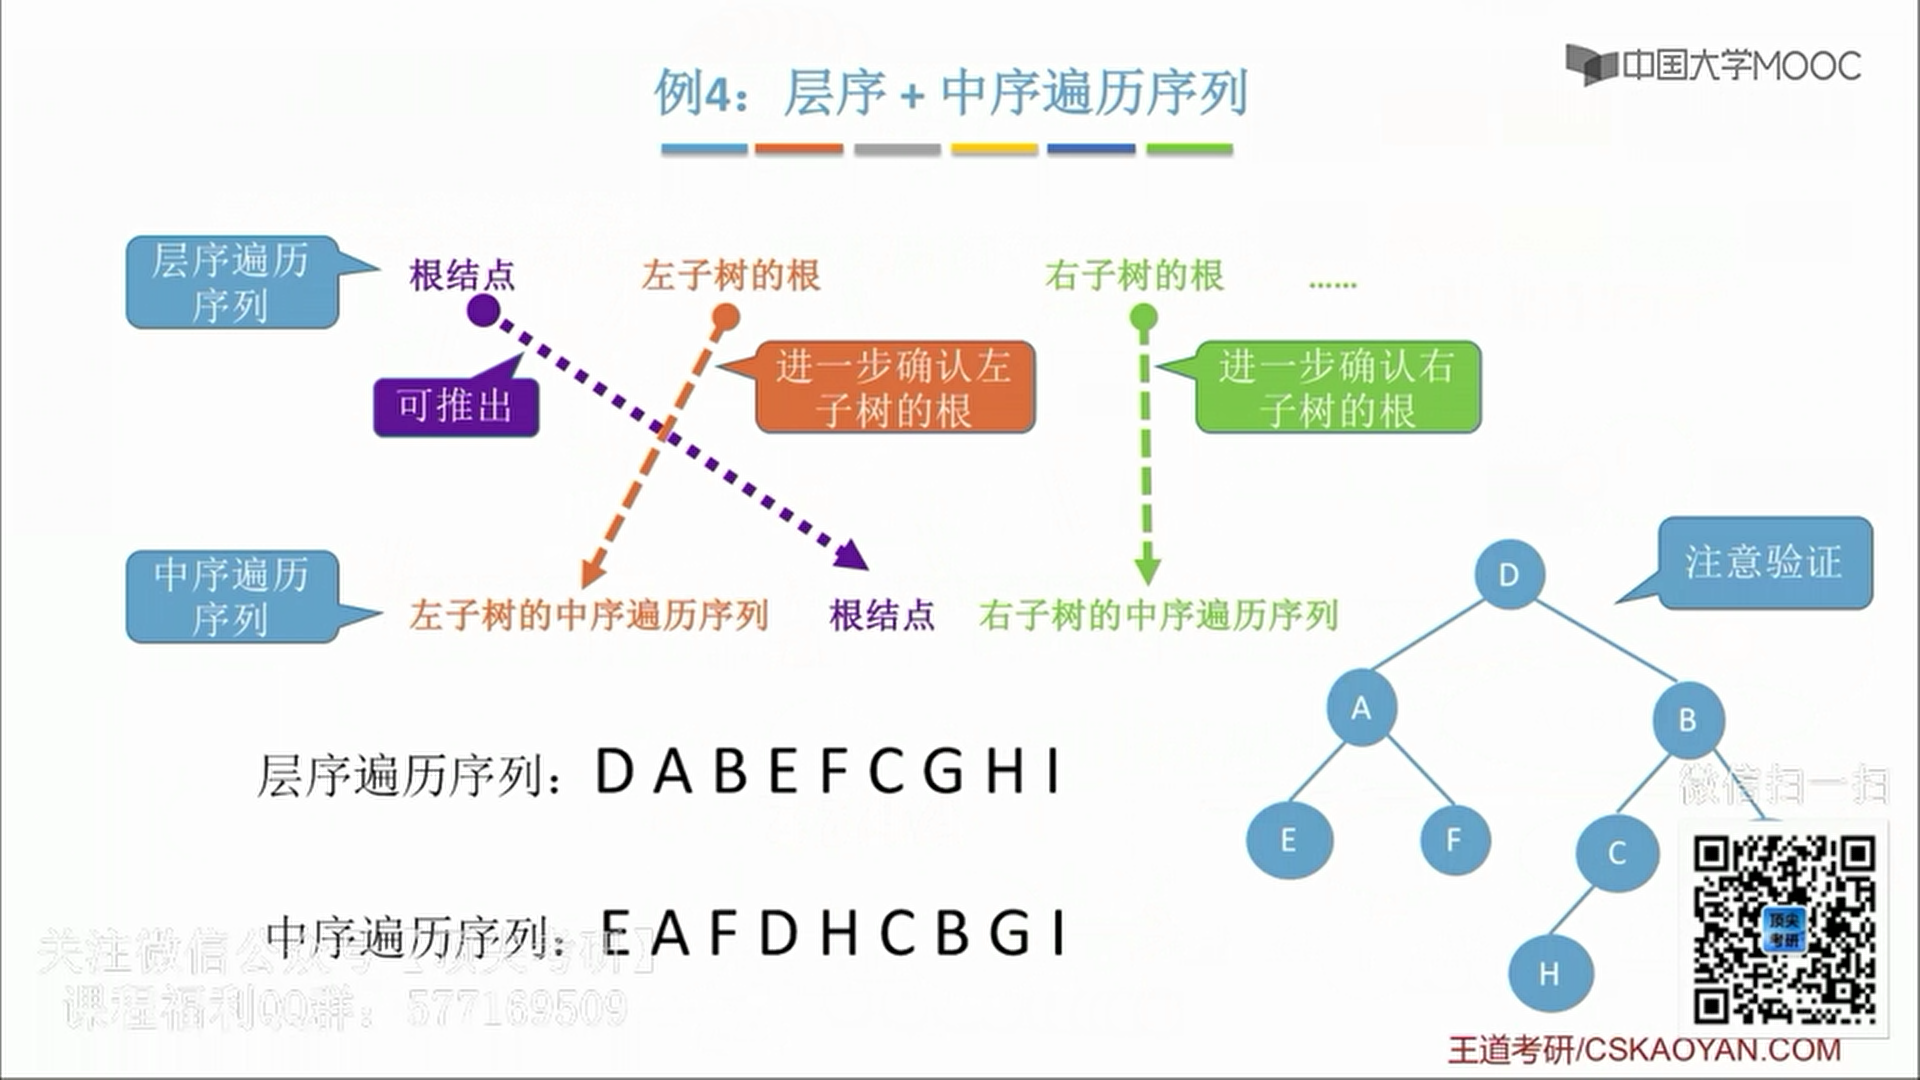 中国大学MOOC
例4：层序 + 中序遍历序列
层序遍历
序列
根结点
左子树的根
右子树的根
……
可推出
进一步确认左
子树的根
进一步确认右
子树的根
中序遍历
序列
左子树的中序遍历序列
根结点
右子树的中序遍历序列
注意验证
D
A
B
E
F
C
H
层序遍历序列：D A B E F C G H I
中序遍历序列：E A F D H C B G I
微信扫一扫
顶尖
考研
关注微信公众号【顶尖考研】
课程福利QQ群：577169509
王道考研/CSKAOYAN.COM